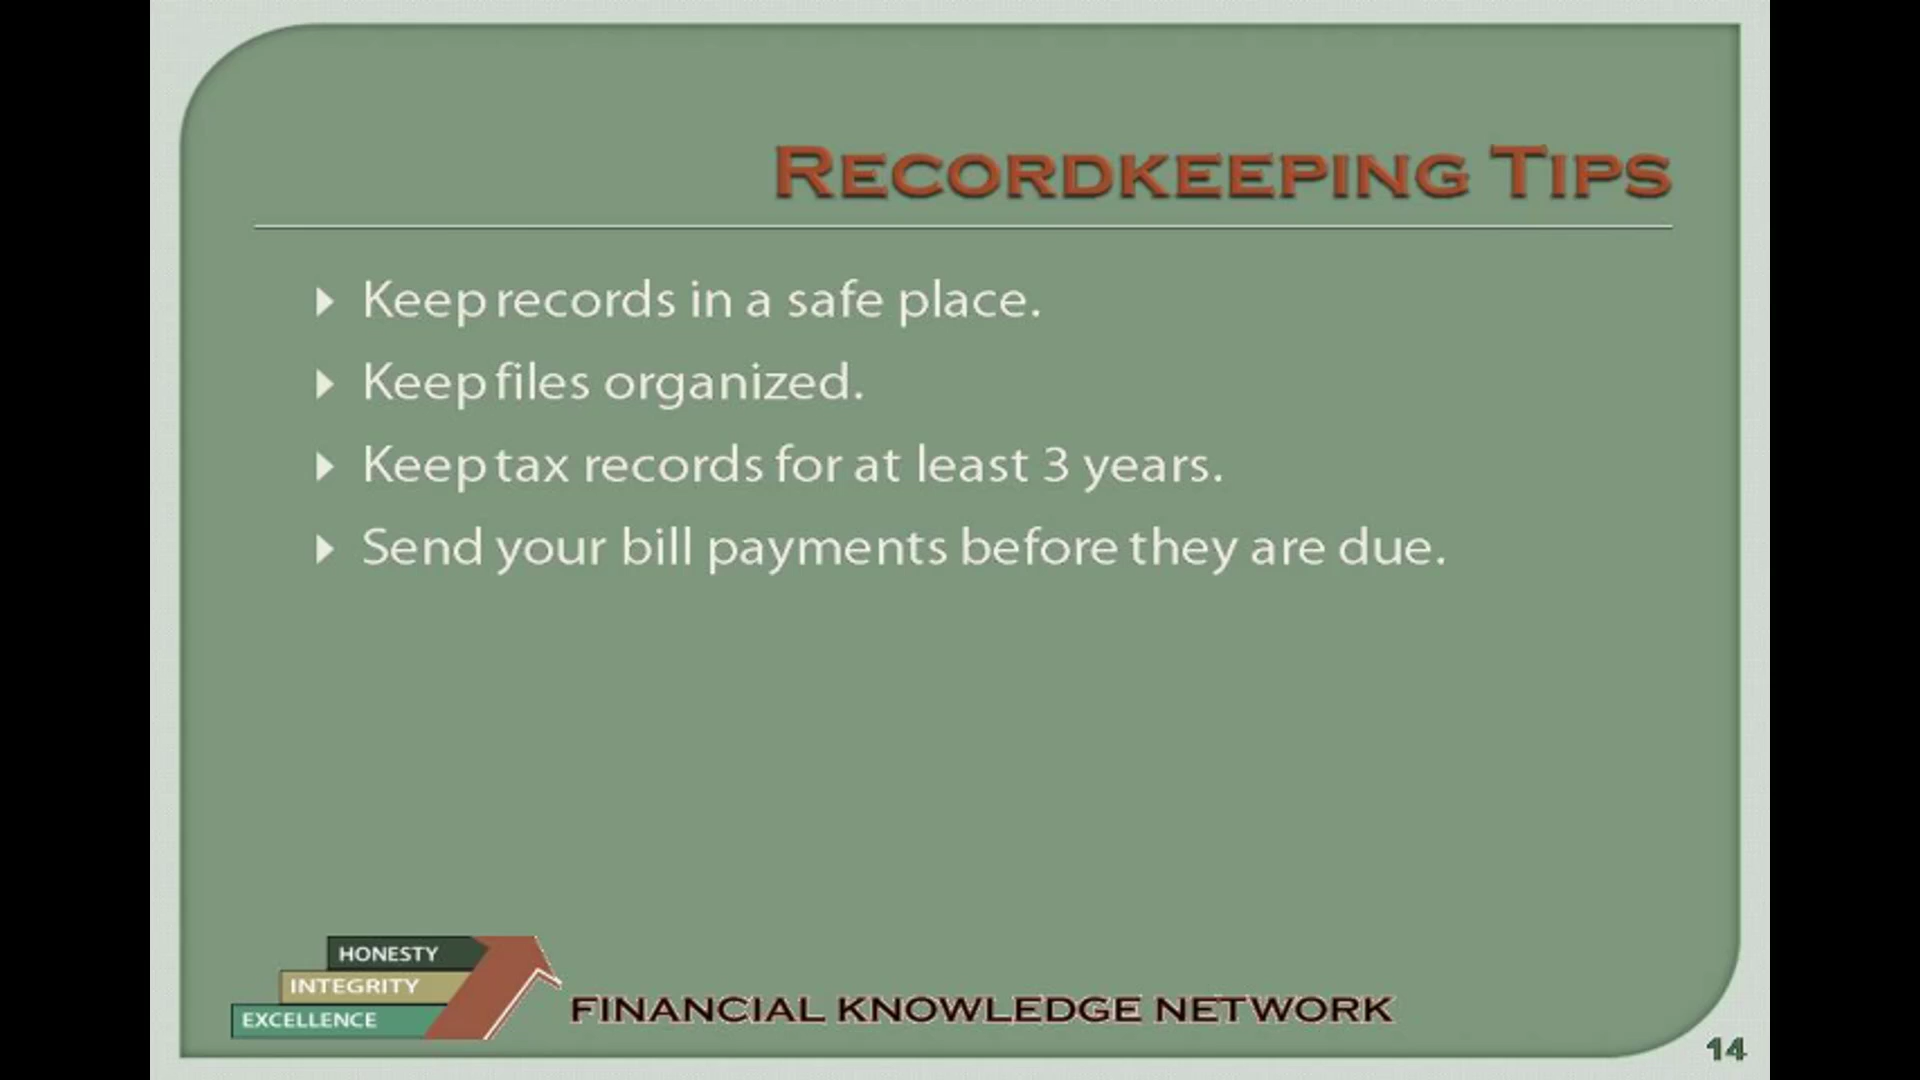 Recordkeeping Tips
Keep records in a safe place.
Keep files organized.
Keep tax records for at least 3 years.
Send your bill payments before they are due.
HONESTY
INTEGRITY
EXCELLENCE
FINANCIAL KNOWLEDGE NETWORK
14